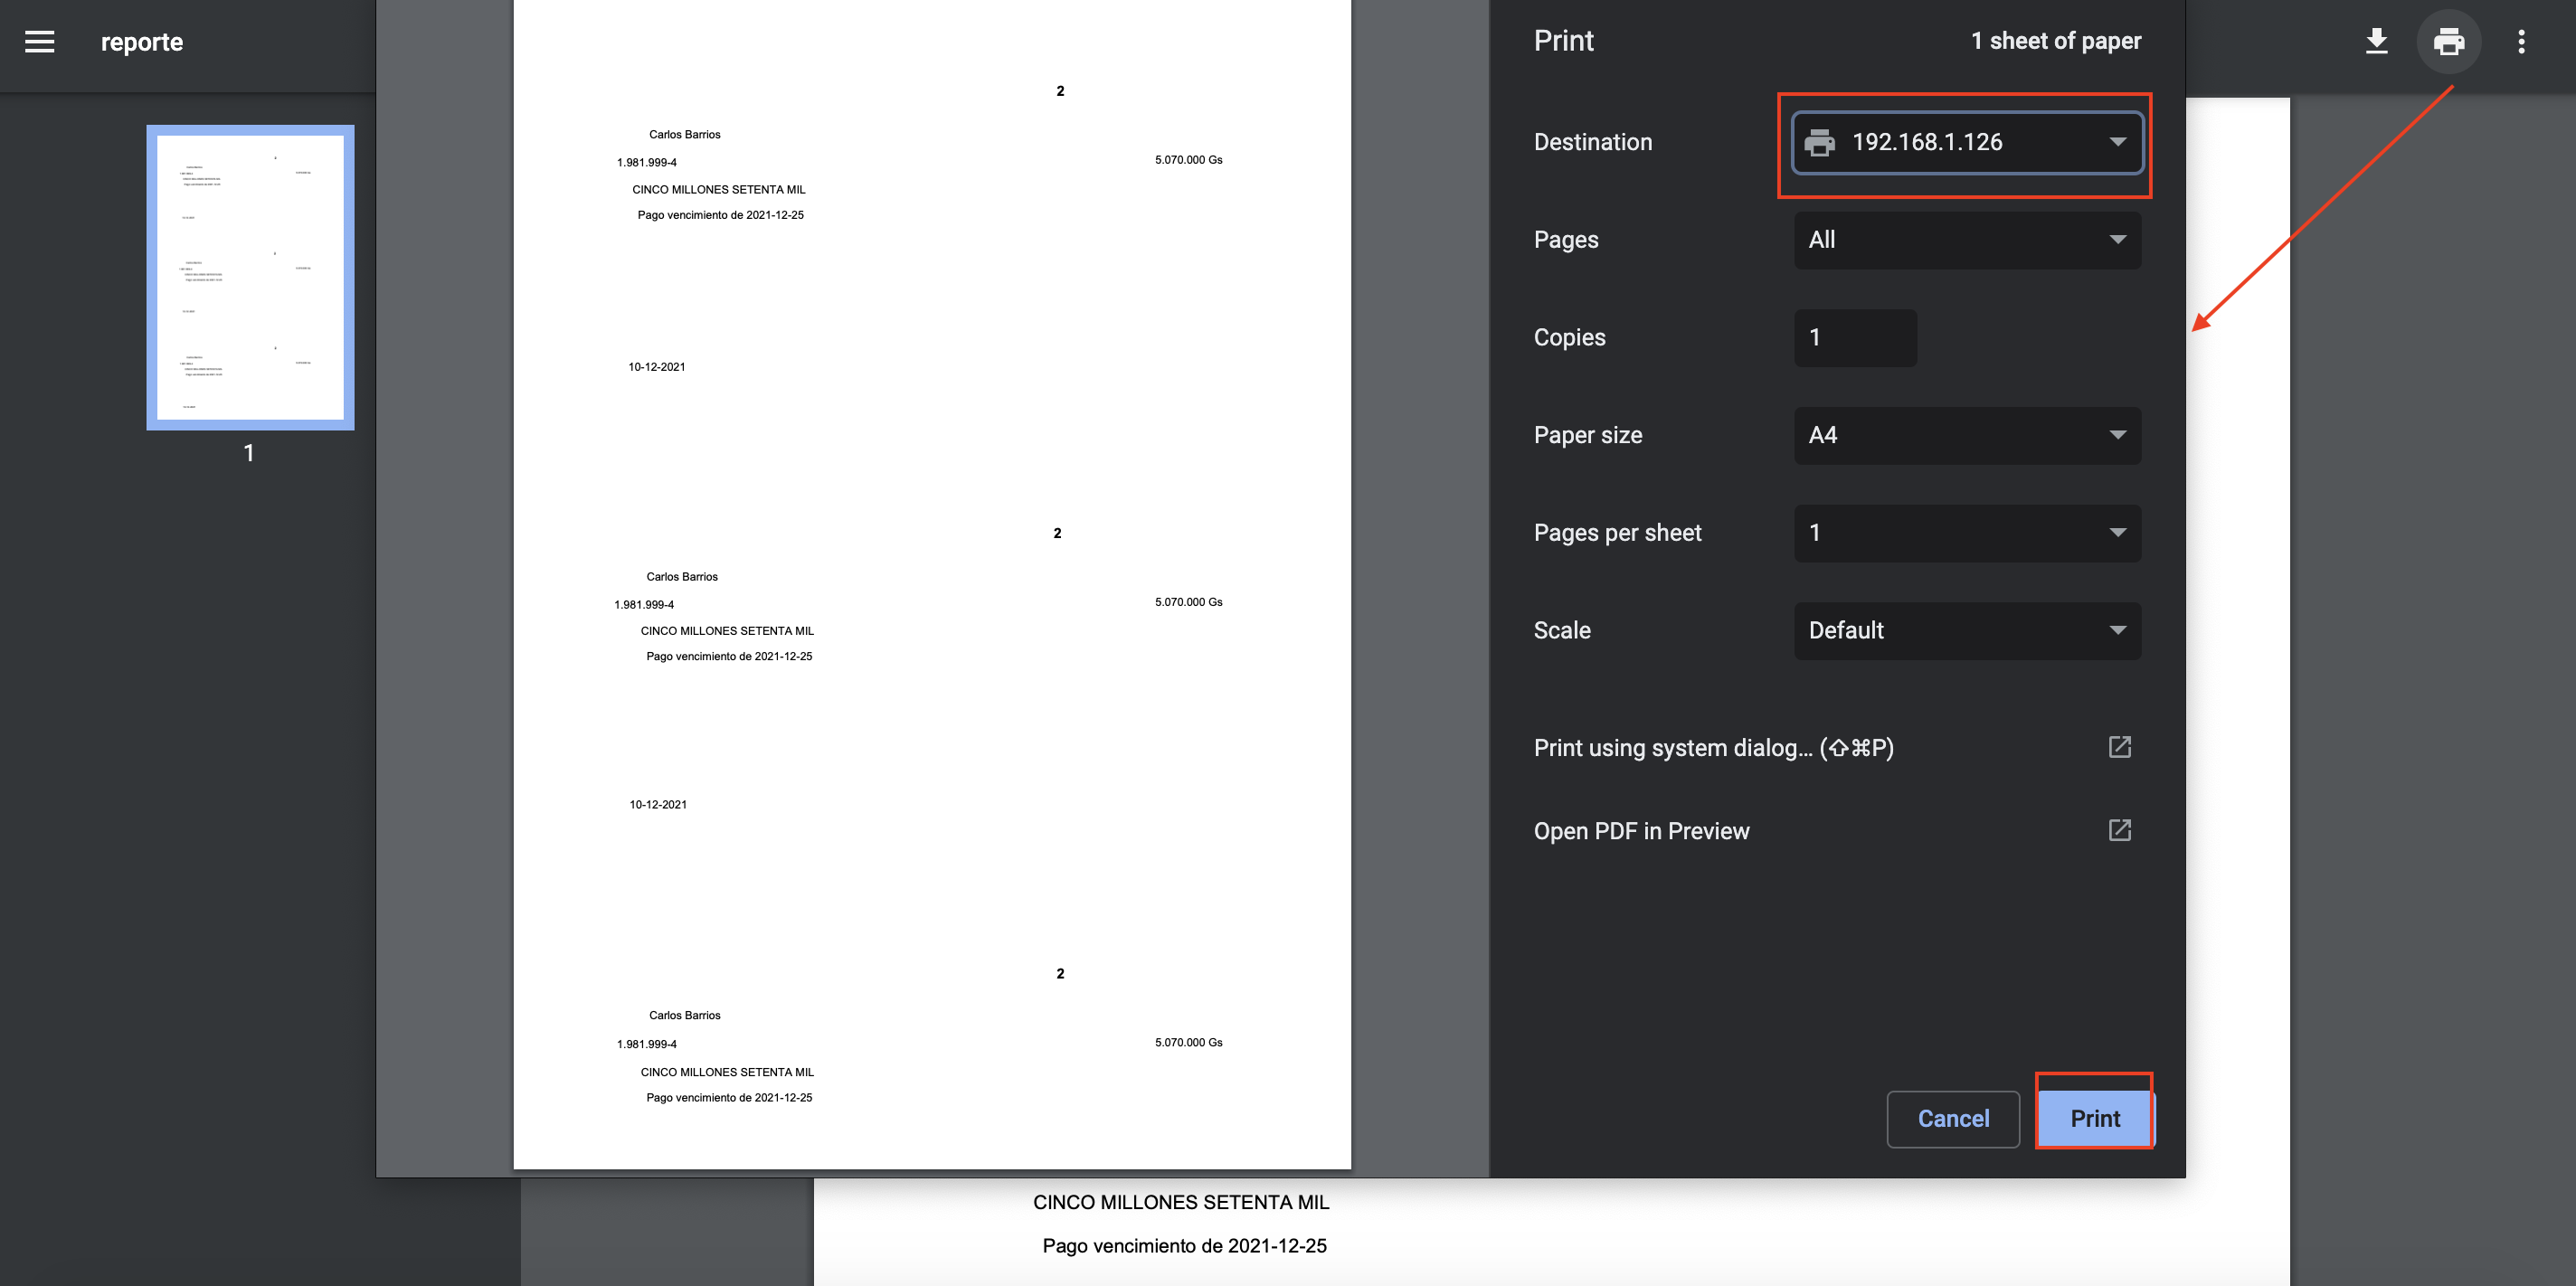 reporte
1
2
Carlos Barrios
1.981.999-4
5.070.000 Gs
CINCO MILLONES SETENTA MIL
Pago vencimiento de 2021-12-25
10-12-2021
2
Carlos Barrios
1.981.999-4
5.070.000 Gs
CINCO MILLONES SETENTA MIL
Pago vencimiento de 2021-12-25
10-12-2021
2
Carlos Barrios
1.981.999-4
5.070.000 Gs
CINCO MILLONES SETENTA MIL
Pago vencimiento de 2021-12-25
Print
1 sheet of paper
Destination
192.168.1.126
Pages
All
Copies
1
Paper size
A4
Pages per sheet
1
Scale
Default
Print using system dialog... (⇧⌘P)
Open PDF in Preview
Cancel
Print
CINCO MILLONES SETENTA MIL
Pago vencimiento de 2021-12-25